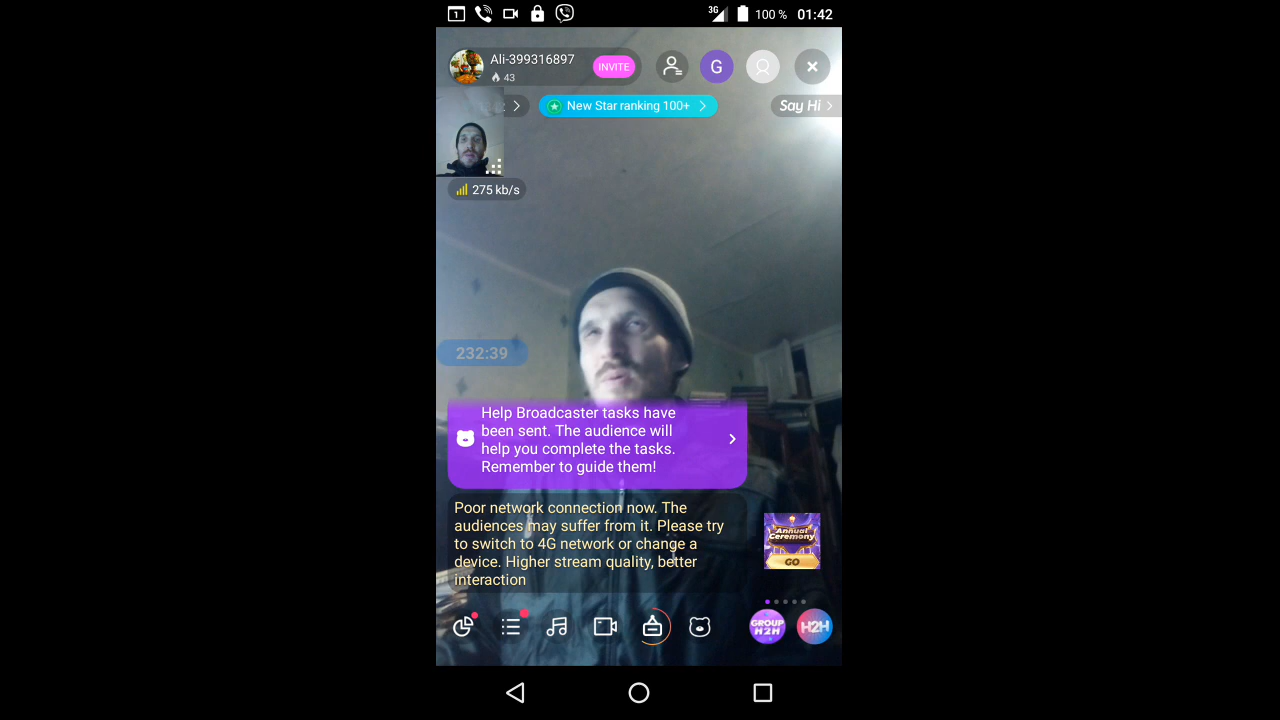 1
3G
100 %
01:42
Ali-399316897
43
INVITE
G
New Star ranking 100+
Say Hi
275 kb/s
232:39
Help Broadcaster tasks have
been sent. The audience will
help you complete the tasks.
Remember to guide them!
Poor network connection now. The
audiences may suffer from it. Please try
to switch to 4G network or change a
device. Higher stream quality, better
interaction
Annual
Ceremony
GO
GROUP
H2H
H2H